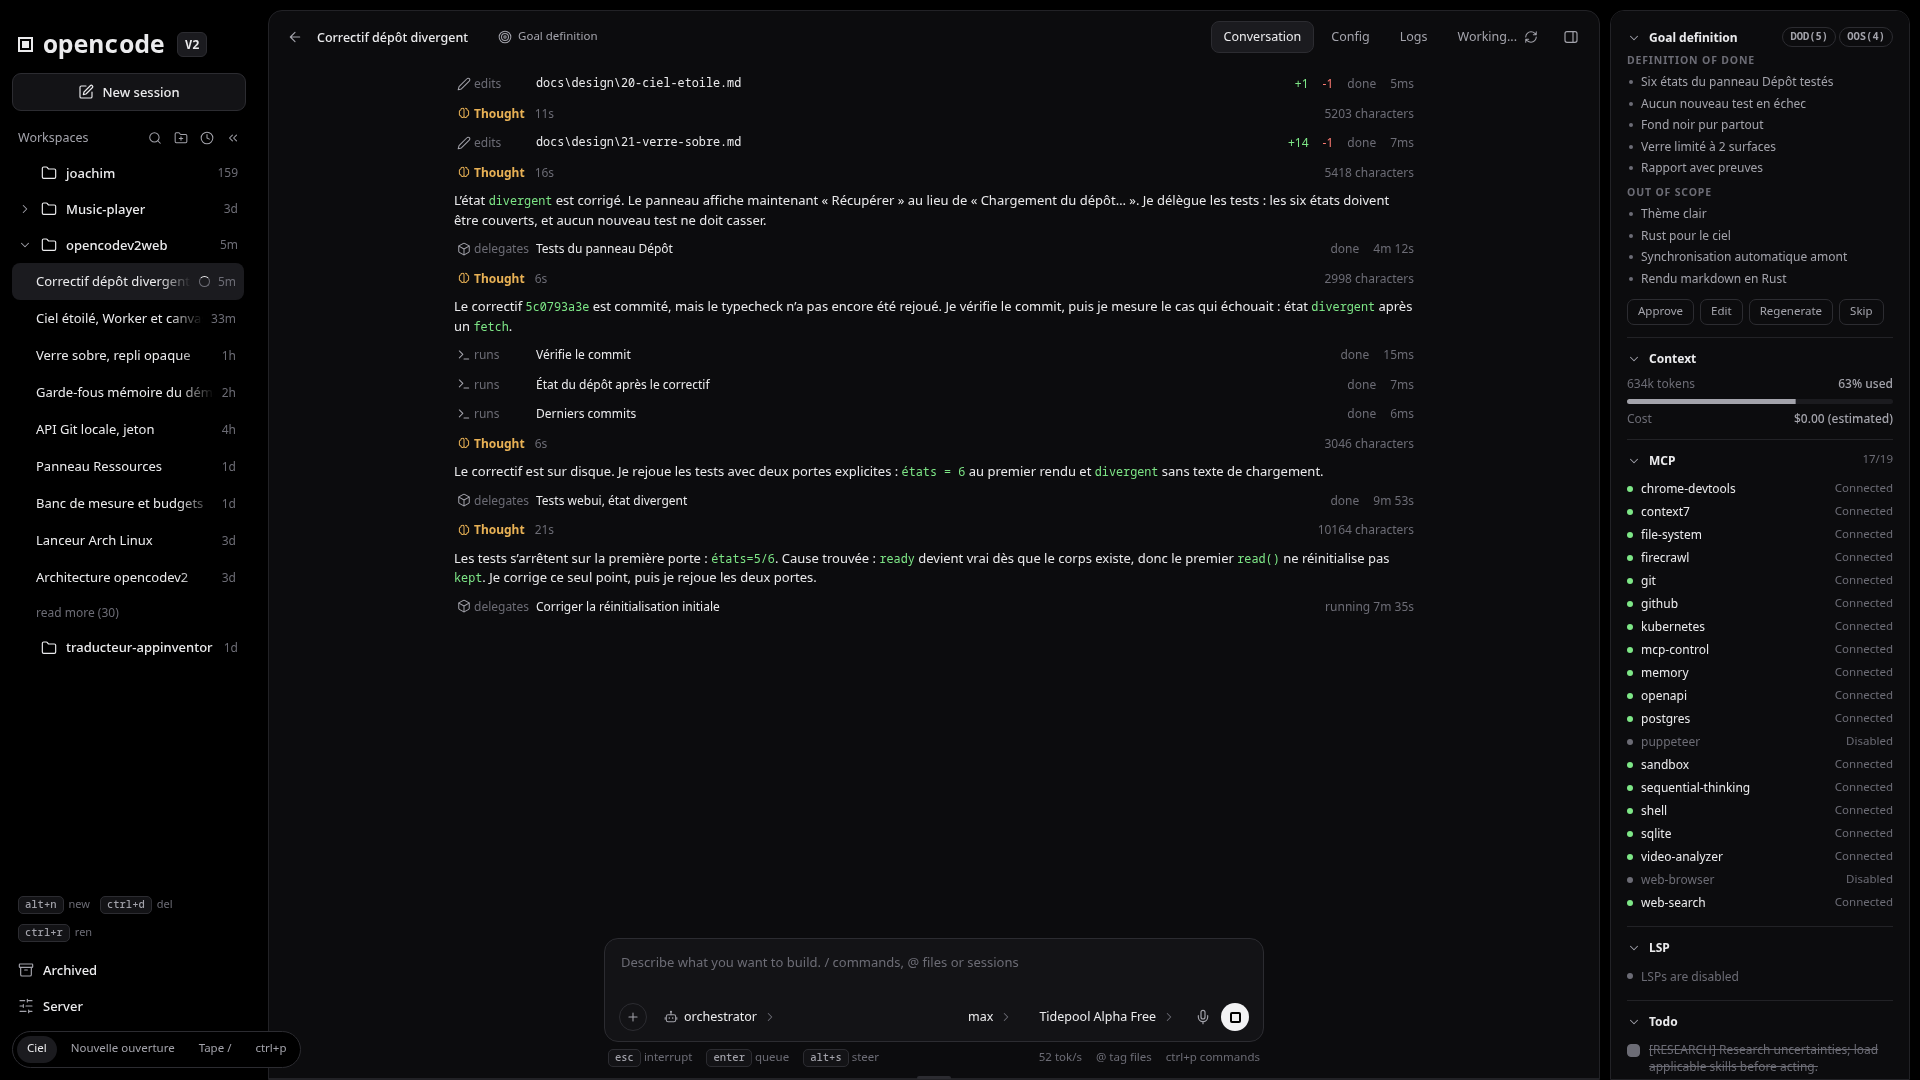 opencode V2
New session
Workspaces
joachim 159
Music-player 3d
opencodev2web 5m
Correctif dépôt divergent 5m
Ciel étoilé, Worker et canva 33m
Verre sobre, repli opaque 1h
Garde-fous mémoire du dém 2h
API Git locale, jeton 4h
Panneau Ressources 1d
Banc de mesure et budgets 1d
Lanceur Arch Linux 3d
Architecture opencodev2 3d
read more (30)
traducteur-appinventor 1d
alt+n new ctrl+d del
ctrl+r ren
Archived
Server
Ciel Nouvelle ouverture Tape / ctrl+p
Correctif dépôt divergent Goal definition Conversation Config Logs Working...
edits docs\design\20-ciel-etoile.md +1 -1 done 5ms
Thought 11s 5203 characters
edits docs\design\21-verre-sobre.md +14 -1 done 7ms
Thought 16s 5418 characters
L’état divergent est corrigé. Le panneau affiche maintenant « Récupérer » au lieu de « Chargement du dépôt… ». Je délègue les tests : les six états doivent
être couverts, et aucun nouveau test ne doit casser.
delegates Tests du panneau Dépôt done 4m 12s
Thought 6s 2998 characters
Le correctif 5c0793a3e est commité, mais le typecheck n’a pas encore été rejoué. Je vérifie le commit, puis je mesure le cas qui échouait : état divergent après
un fetch.
runs Vérifie le commit done 15ms
runs État du dépôt après le correctif done 7ms
runs Derniers commits done 6ms
Thought 6s 3046 characters
Le correctif est sur disque. Je rejoue les tests avec deux portes explicites : états = 6 au premier rendu et divergent sans texte de chargement.
delegates Tests webui, état divergent done 9m 53s
Thought 21s 10164 characters
Les tests s’arrêtent sur la première porte : états=5/6. Cause trouvée : ready devient vrai dès que le corps existe, donc le premier read() ne réinitialise pas
kept. Je corrige ce seul point, puis je rejoue les deux portes.
delegates Corriger la réinitialisation initiale running 7m 35s
Describe what you want to build. / commands, @ files or sessions
orchestrator max Tidepool Alpha Free
esc interrupt enter queue alt+s steer 52 tok/s @ tag files ctrl+p commands
Goal definition DOD(5) OOS(4)
DEFINITION OF DONE
Six états du panneau Dépôt testés
Aucun nouveau test en échec
Fond noir pur partout
Verre limité à 2 surfaces
Rapport avec preuves
OUT OF SCOPE
Thème clair
Rust pour le ciel
Synchronisation automatique amont
Rendu markdown en Rust
Approve Edit Regenerate Skip
Context
634k tokens 63% used
Cost $0.00 (estimated)
MCP 17/19
chrome-devtools Connected
context7 Connected
file-system Connected
firecrawl Connected
git Connected
github Connected
kubernetes Connected
mcp-control Connected
memory Connected
openapi Connected
postgres Connected
puppeteer Disabled
sandbox Connected
sequential-thinking Connected
shell Connected
sqlite Connected
video-analyzer Connected
web-browser Disabled
web-search Connected
LSP
LSPs are disabled
Todo
[RESEARCH] Research uncertainties; load
applicable skills before acting.